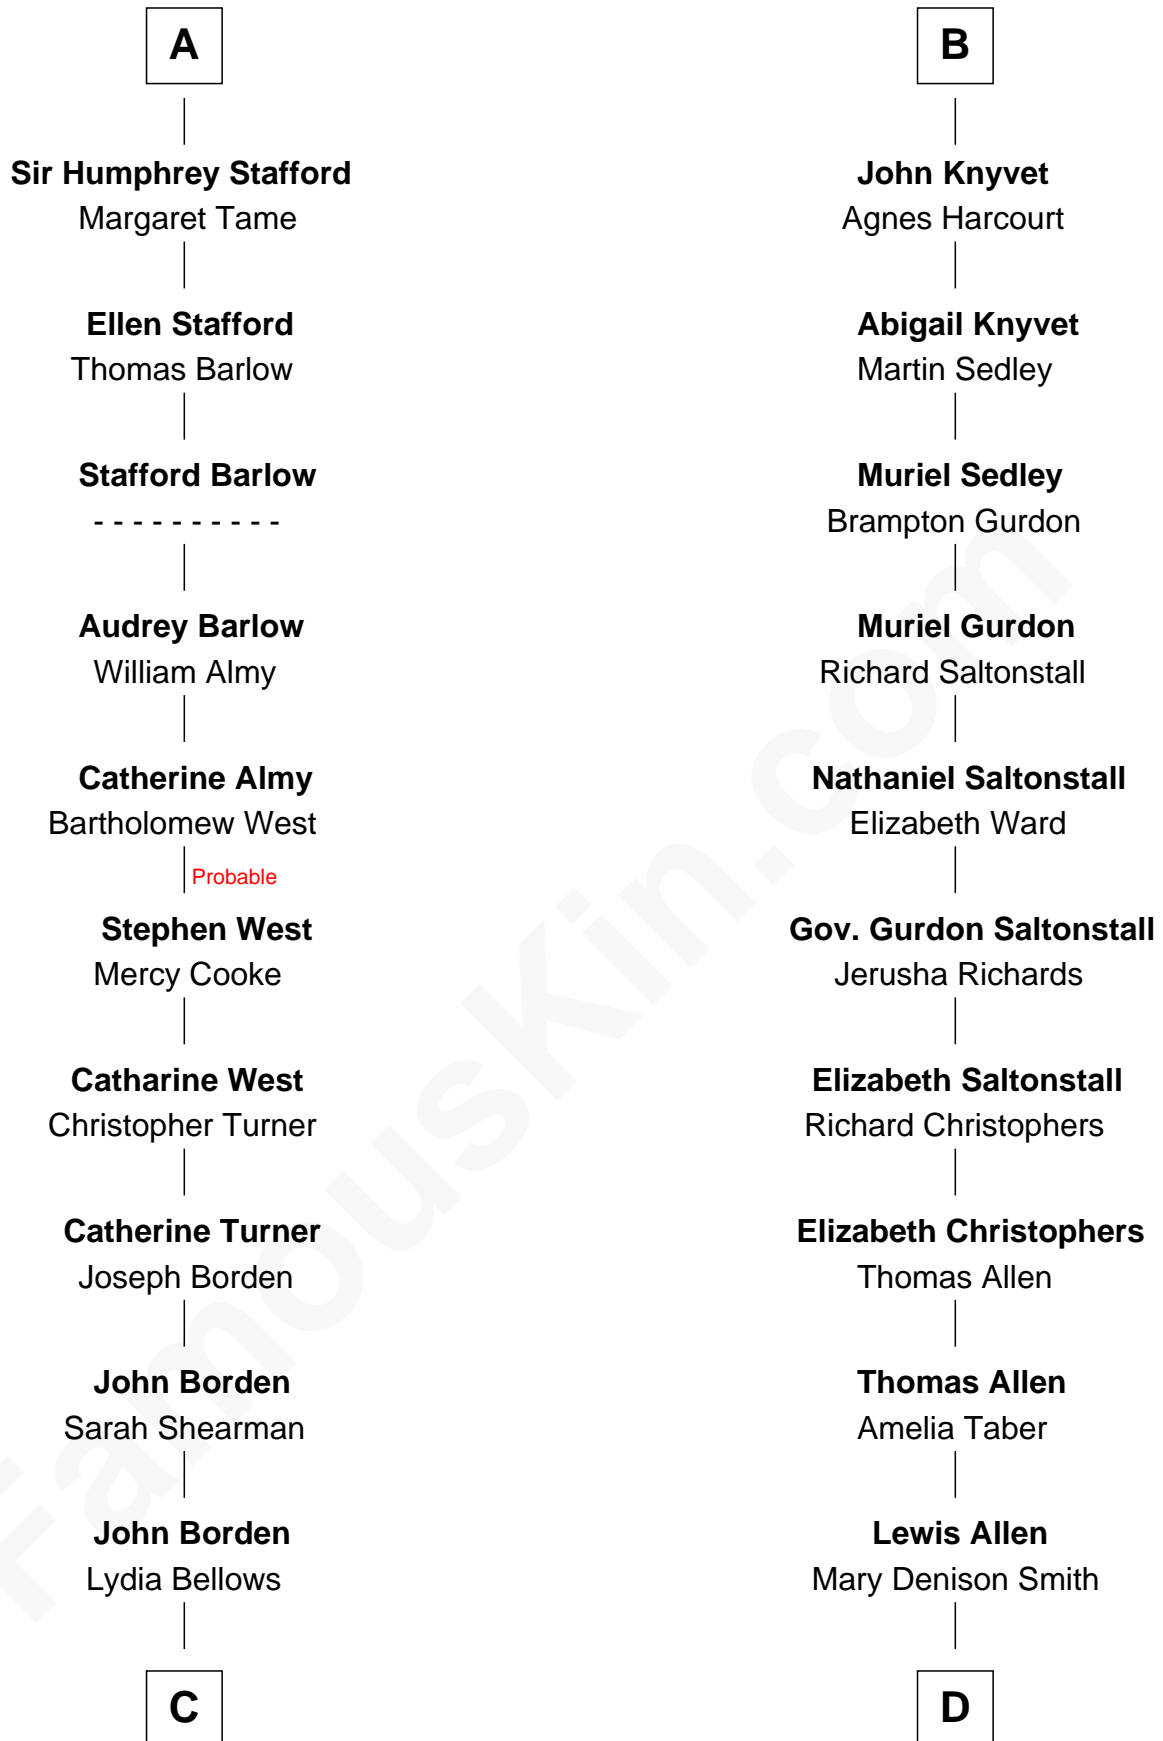 A
Sir Humphrey Stafford
Margaret Tame
Ellen Stafford
Thomas Barlow
Stafford Barlow
- - - - - - - - - -
Audrey Barlow
William Almy
Catherine Almy
Bartholomew West
Probable
Stephen West
Mercy Cooke
Catharine West
Christopher Turner
Catherine Turner
Joseph Borden
John Borden
Sarah Shearman
John Borden
Lydia Bellows
C
B
John Knyvet
Agnes Harcourt
Abigail Knyvet
Martin Sedley
Muriel Sedley
Brampton Gurdon
Muriel Gurdon
Richard Saltonstall
Nathaniel Saltonstall
Elizabeth Ward
Gov. Gurdon Saltonstall
Jerusha Richards
Elizabeth Saltonstall
Richard Christophers
Elizabeth Christophers
Thomas Allen
Thomas Allen
Amelia Taber
Lewis Allen
Mary Denison Smith
D
FamousKin.com